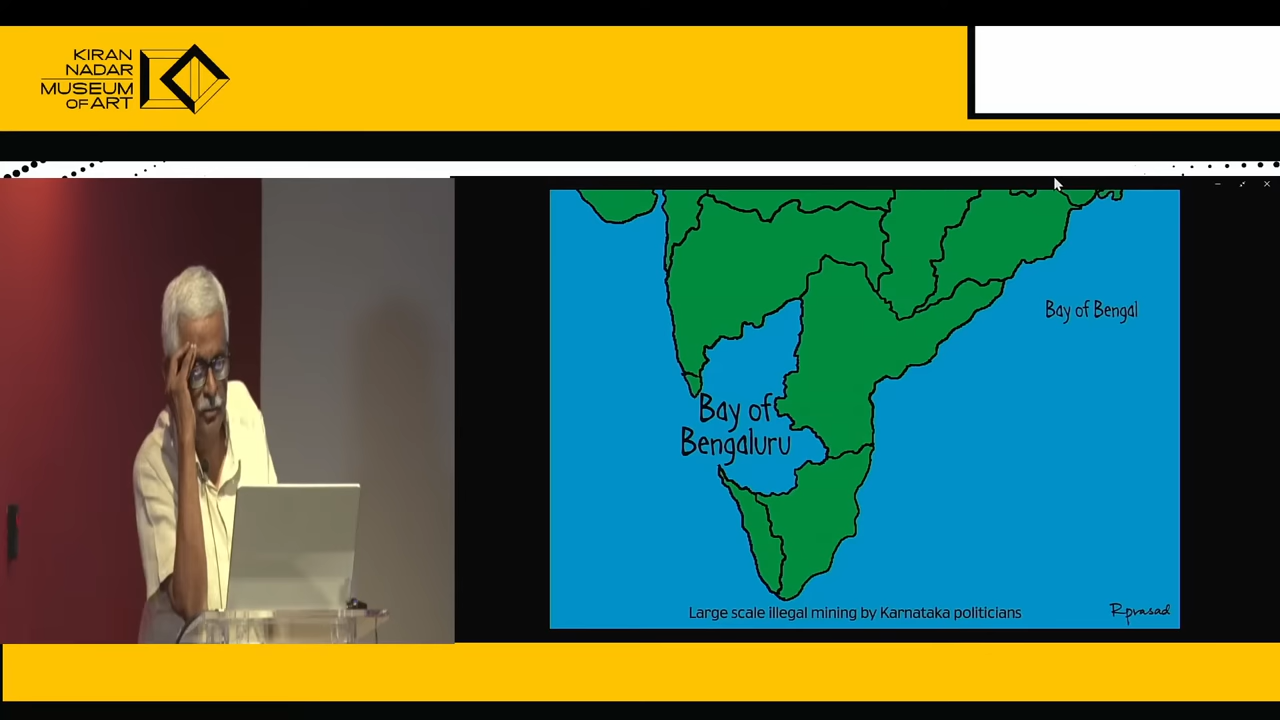 KIRAN
NADAR
MUSEUM
OF ART
Bay of Bengal
Bay of
Bengaluru
Large scale illegal mining by Karnataka politicians
Rprasad